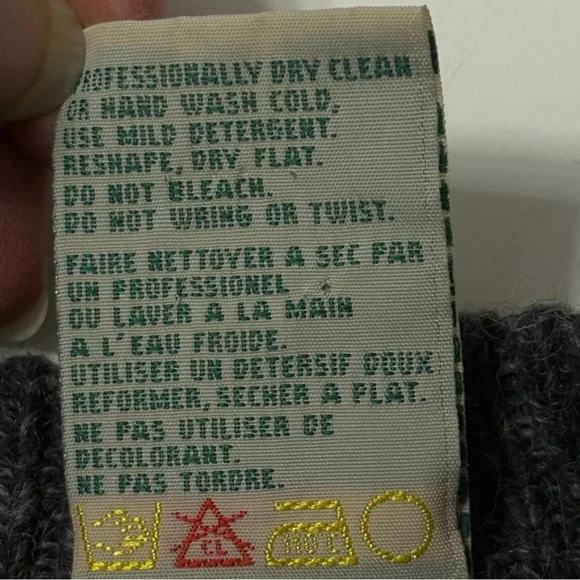 PROFESSIONALLY DRY CLEAN
OR HAND WASH COLD.
USE MILD DETERGENT.
RESHAPE, DRY FLAT.
DO NOT BLEACH.
DO NOT WRING OR TWIST.
FAIRE NETTOYER A SEC PAR
UN PROFESSIONEL
OU LAVER A LA MAIN
A L'EAU FROIDE.
UTILISER UN DETERSIF DOUX
REFORMER, SECHER A PLAT.
NE PAS UTILISER DE
DECOLORANT.
NE PAS TORDRE.
CL 110°C